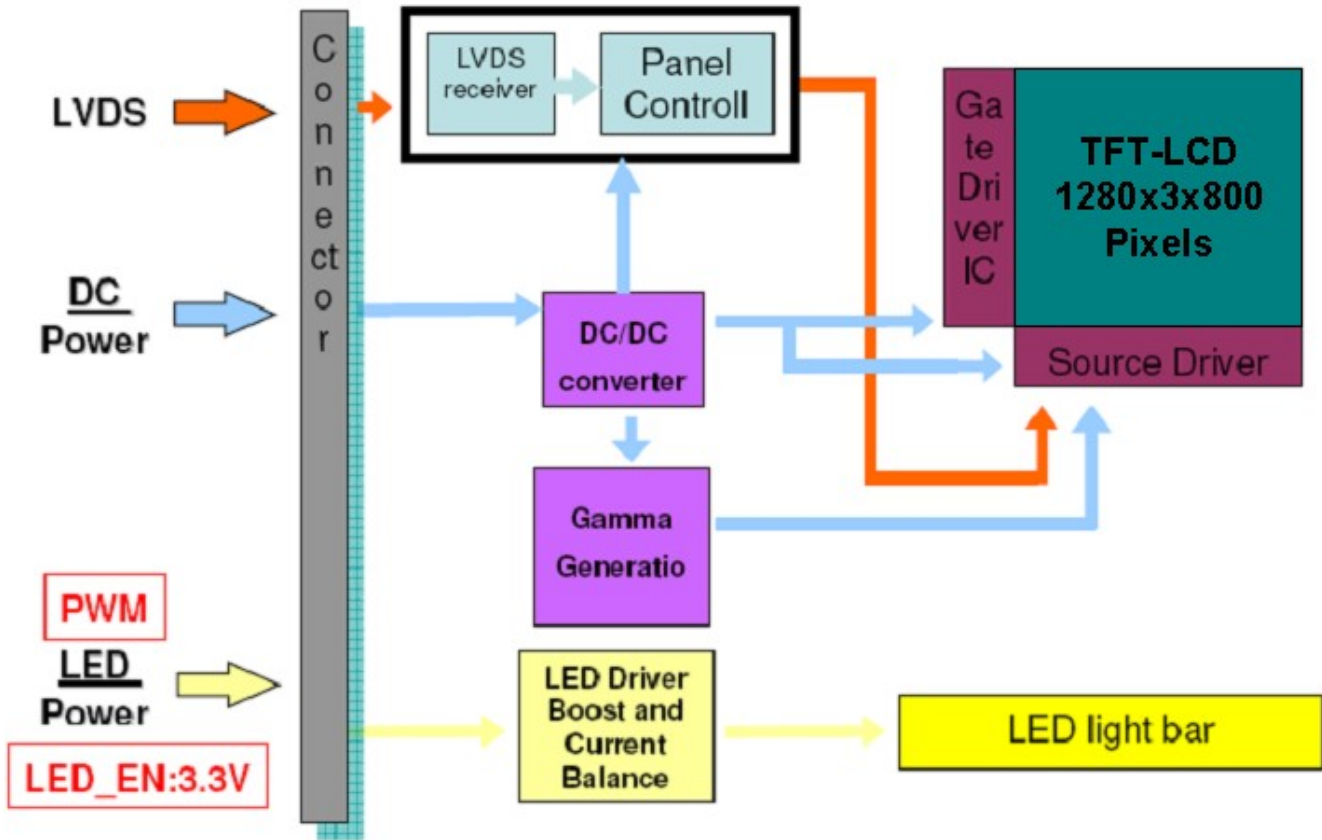 LVDS
DC
Power
PWM
LED
Power
LED_EN:3.3V
C
o
n
n
e
ct
o
r
LVDS
receiver
Panel
Controll
DC/DC
converter
Gamma
Generatio
LED Driver
Boost and
Current
Balance
Ga
te
Dri
ver
IC
TFT-LCD
1280x3x800
Pixels
Source Driver
LED light bar